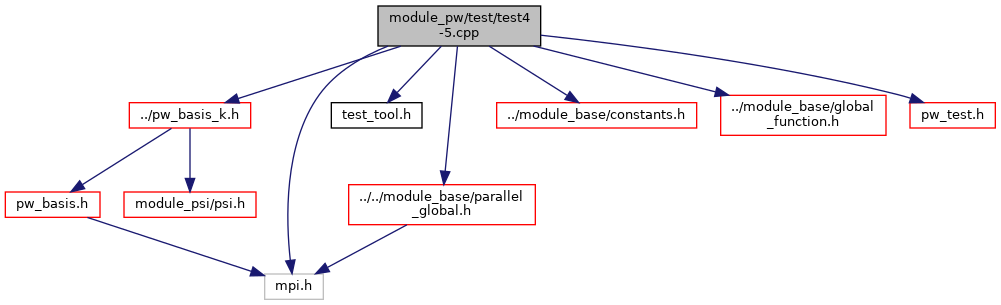 module_pw/test/test4
-5.cpp
../pw_basis_k.h
test_tool.h
../module_base/constants.h
../module_base/global
_function.h
pw_test.h
pw_basis.h
module_psi/psi.h
../../module_base/parallel
_global.h
mpi.h